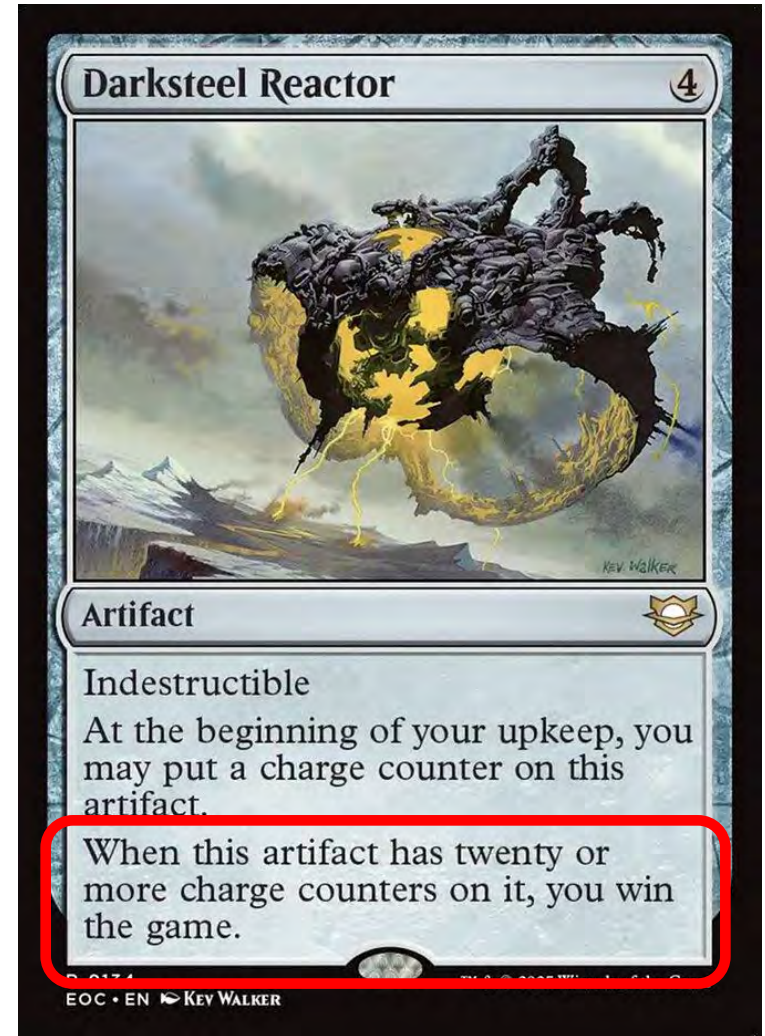 Darksteel Reactor 4
KEV WALKER
Artifact
Indestructible
At the beginning of your upkeep, you
may put a charge counter on this
artifact.
When this artifact has twenty or
more charge counters on it, you win
the game.
EOC • EN KEV WALKER